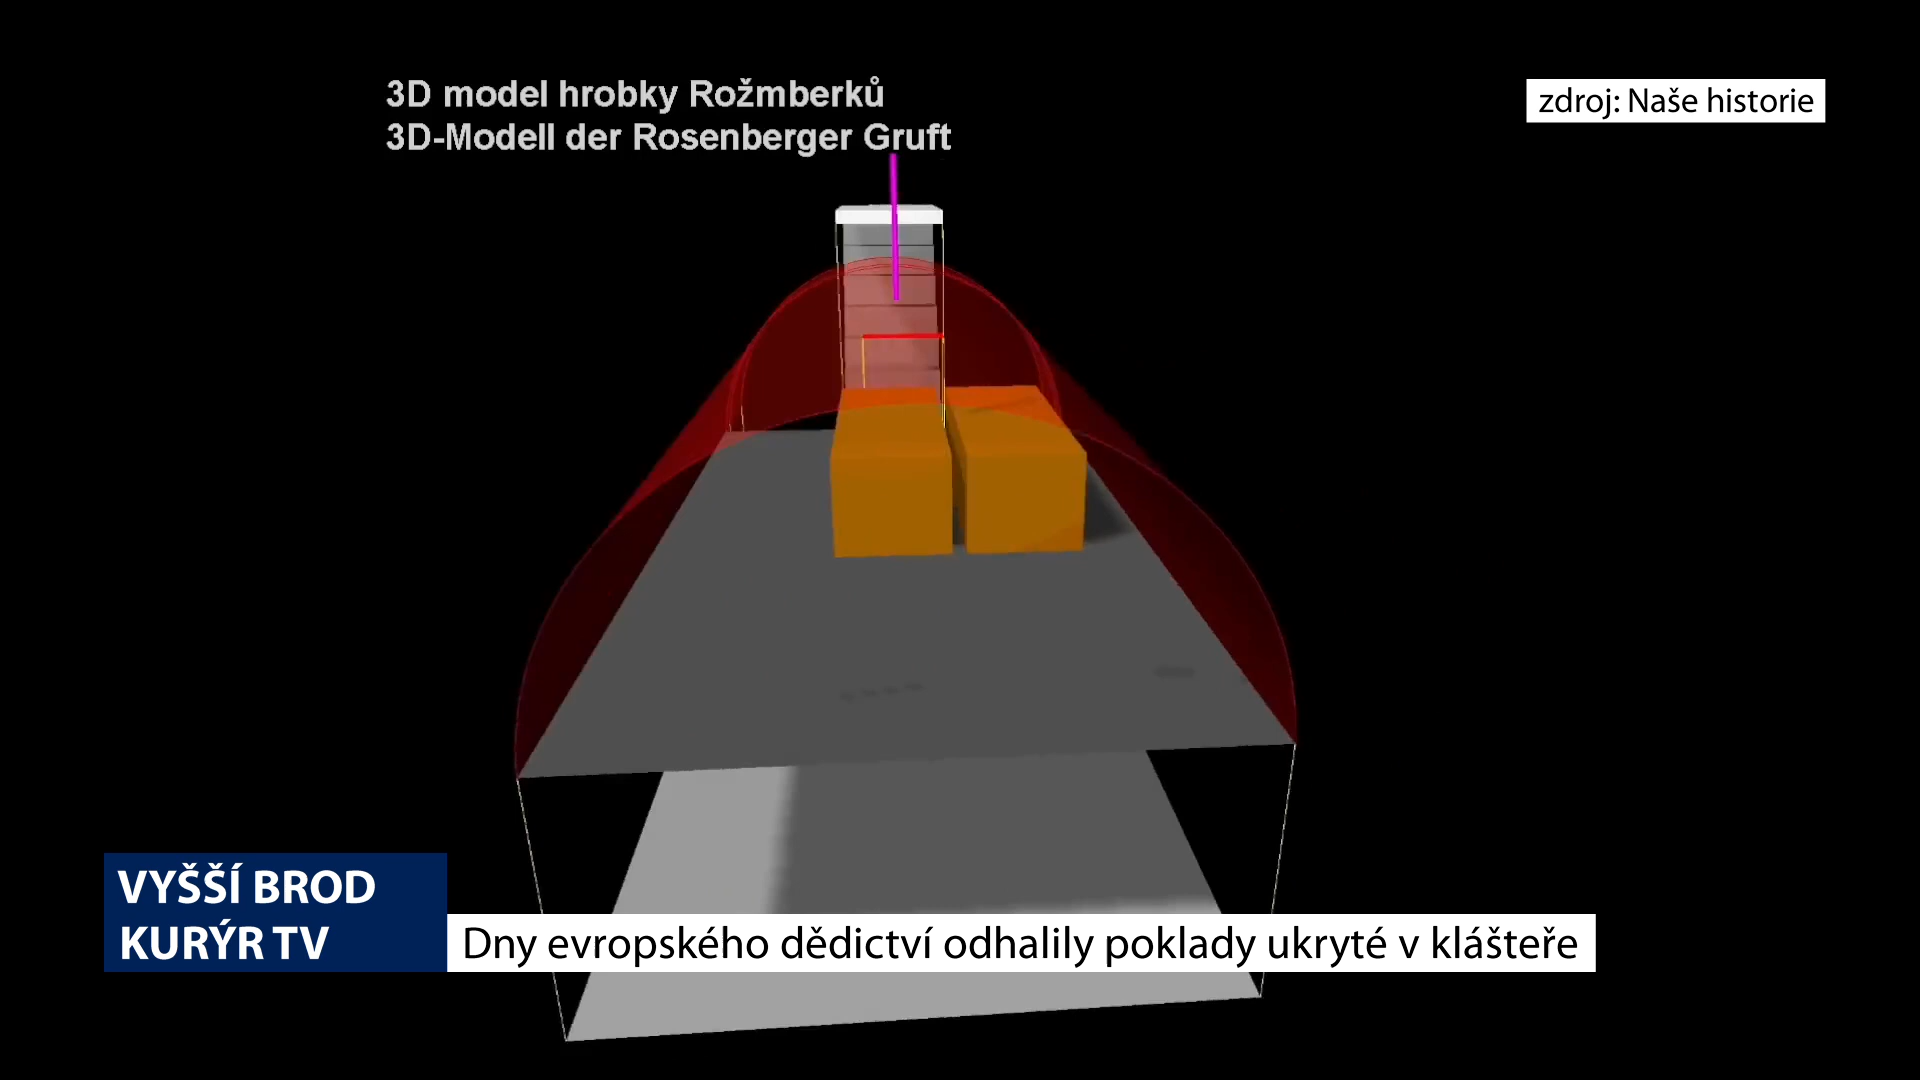 3D model hrobky Rožmberků
3D-Modell der Rosenberger Gruft
zdroj: Naše historie
VYŠŠÍ BROD
KURÝR TV
Dny evropského dědictví odhalily poklady ukryté v klášteře